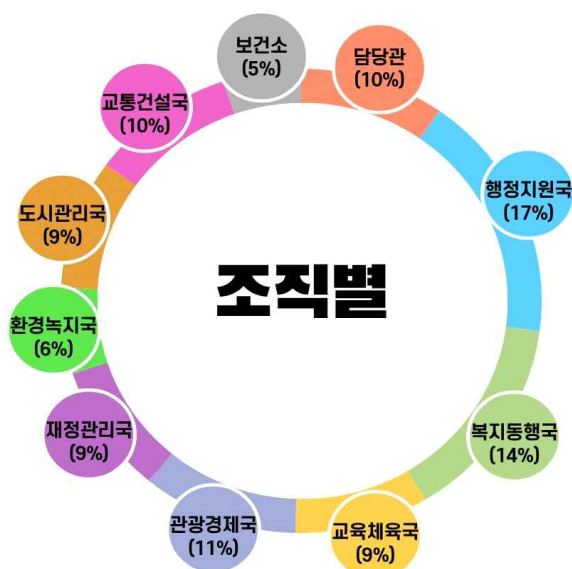 보건소
(5%)
담당관
(10%)
행정지원국
(17%)
복지동행국
(14%)
교육체육국
(9%)
관광경제국
(11%)
재정관리국
(9%)
환경녹지국
(6%)
도시관리국
(9%)
교통건설국
(10%)
조직별